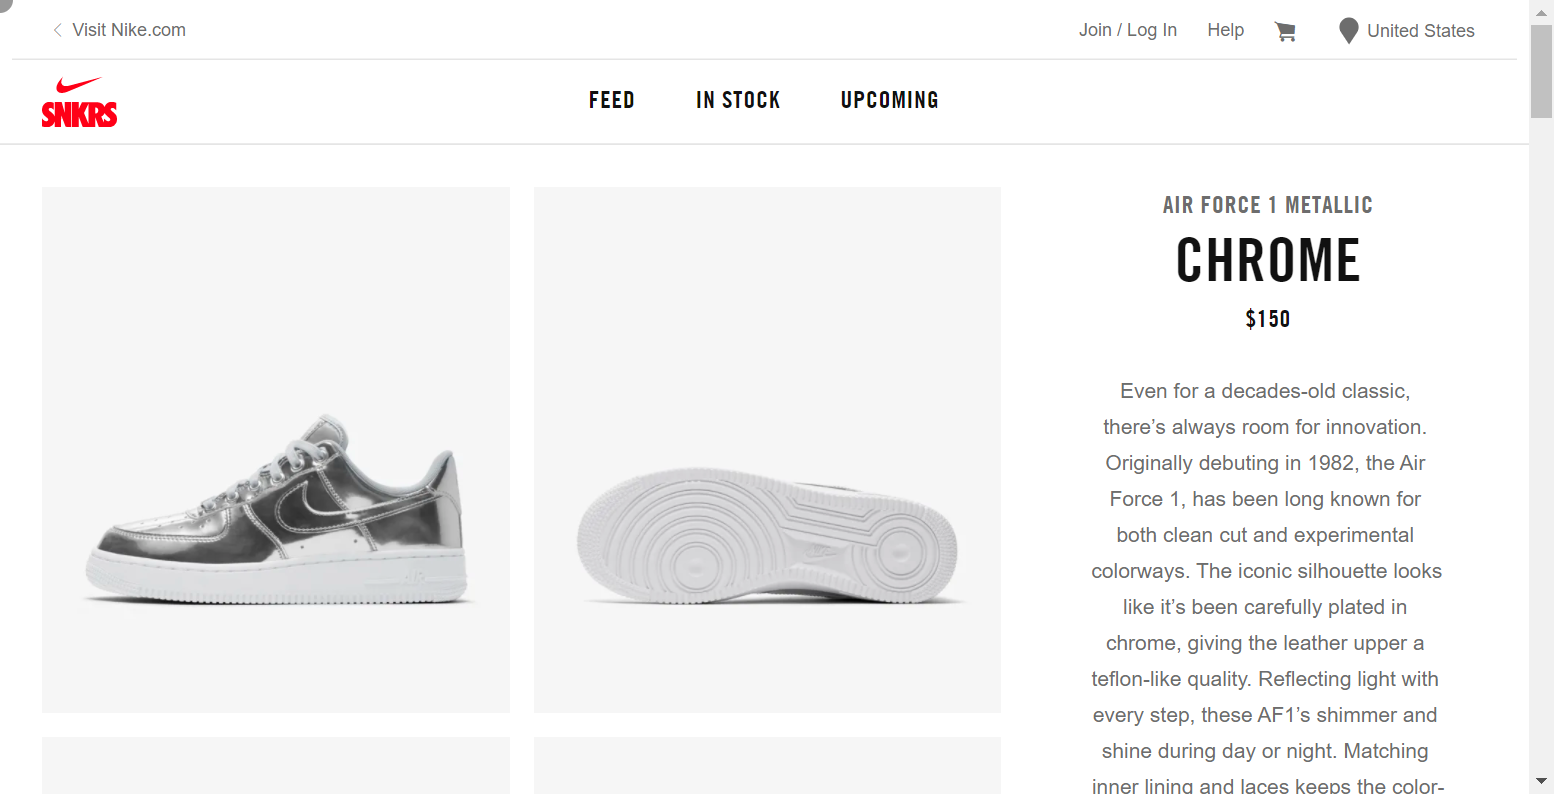 Visit Nike.com
Join / Log In
Help
United States
SNKRS
FEED
IN STOCK
UPCOMING
AIR FORCE 1 METALLIC
CHROME
$150
Even for a decades-old classic,
there’s always room for innovation.
Originally debuting in 1982, the Air
Force 1, has been long known for
both clean cut and experimental
colorways. The iconic silhouette looks
like it’s been carefully plated in
chrome, giving the leather upper a
teflon-like quality. Reflecting light with
every step, these AF1’s shimmer and
shine during day or night. Matching
inner lining and laces keeps the color-